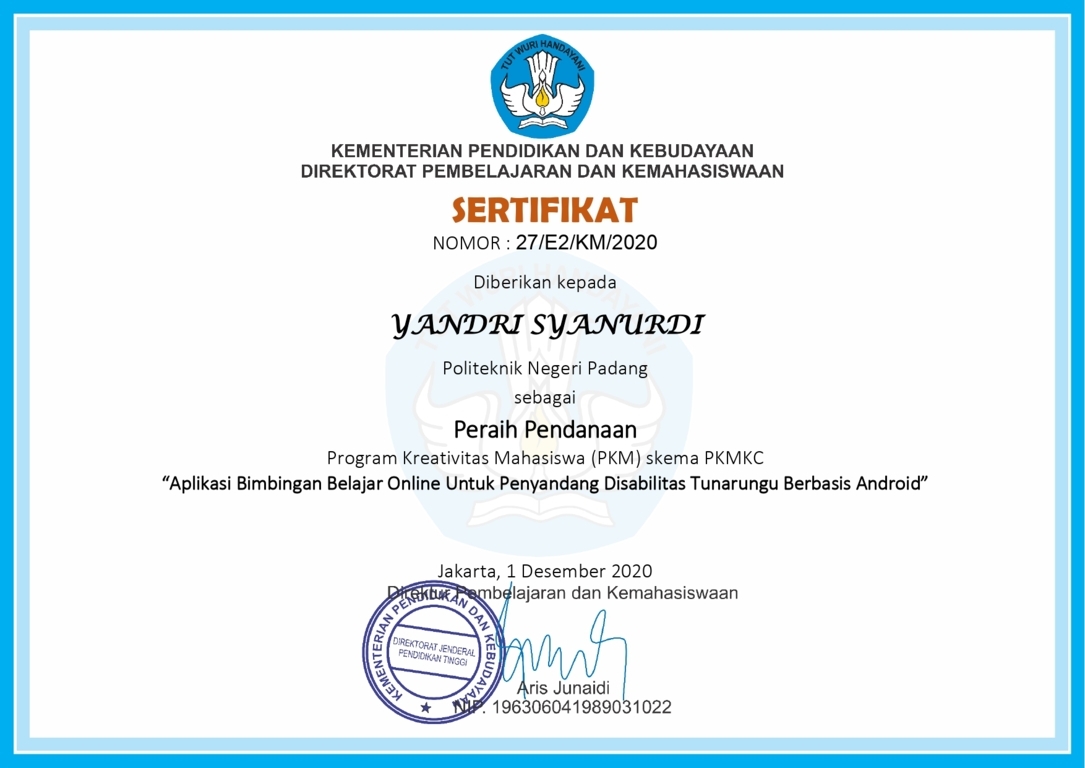 TUT WURI HANDAYANI
KEMENTERIAN PENDIDIKAN DAN KEBUDAYAAN
DIREKTORAT PEMBELAJARAN DAN KEMAHASISWAAN
SERTIFIKAT
NOMOR : 27/E2/KM/2020
Diberikan kepada
YANDRI SYANURDI
Politeknik Negeri Padang
sebagai
Peraih Pendanaan
Program Kreativitas Mahasiswa (PKM) skema PKMKC
“Aplikasi Bimbingan Belajar Online Untuk Penyandang Disabilitas Tunarungu Berbasis Android”
TUT WURI HANDAYANI
Jakarta, 1 Desember 2020
Direktur Pembelajaran dan Kemahasiswaan
KEMENTERIAN PENDIDIKAN DAN KEBUDAYAAN
DIREKTORAT JENDERAL
PENDIDIKAN TINGGI
Aris Junaidi
NIP. 196306041989031022